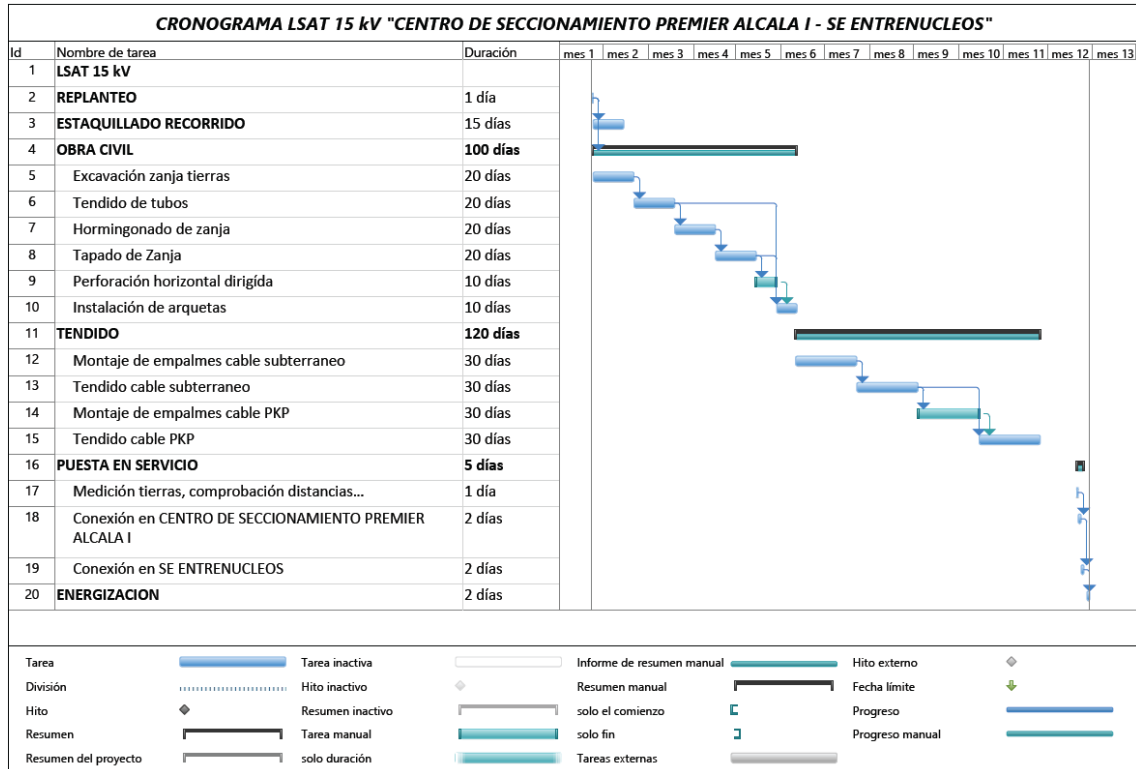 CRONOGRAMA LSAT 15 kV "CENTRO DE SECCIONAMIENTO PREMIER ALCALA I - SE ENTRENUCLEOS"
Id Nombre de tarea Duración mes 1 mes 2 mes 3 mes 4 mes 5 mes 6 mes 7 mes 8 mes 9 mes 10 mes 11 mes 12 mes 13
1 LSAT 15 kV
2 REPLANTEO 1 día
3 ESTAQUILLADO RECORRIDO 15 días
4 OBRA CIVIL 100 días
5 Excavación zanja tierras 20 días
6 Tendido de tubos 20 días
7 Hormingonado de zanja 20 días
8 Tapado de Zanja 20 días
9 Perforación horizontal dirigída 10 días
10 Instalación de arquetas 10 días
11 TENDIDO 120 días
12 Montaje de empalmes cable subterraneo 30 días
13 Tendido cable subterraneo 30 días
14 Montaje de empalmes cable PKP 30 días
15 Tendido cable PKP 30 días
16 PUESTA EN SERVICIO 5 días
17 Medición tierras, comprobación distancias... 1 día
18 Conexión en CENTRO DE SECCIONAMIENTO PREMIER 2 días
ALCALA I
19 Conexión en SE ENTRENUCLEOS 2 días
20 ENERGIZACION 2 días
Tarea Tarea inactiva Informe de resumen manual Hito externo
División Hito inactivo Resumen manual Fecha límite
Hito Resumen inactivo solo el comienzo Progreso
Resumen Tarea manual solo fin Progreso manual
Resumen del proyecto solo duración Tareas externas